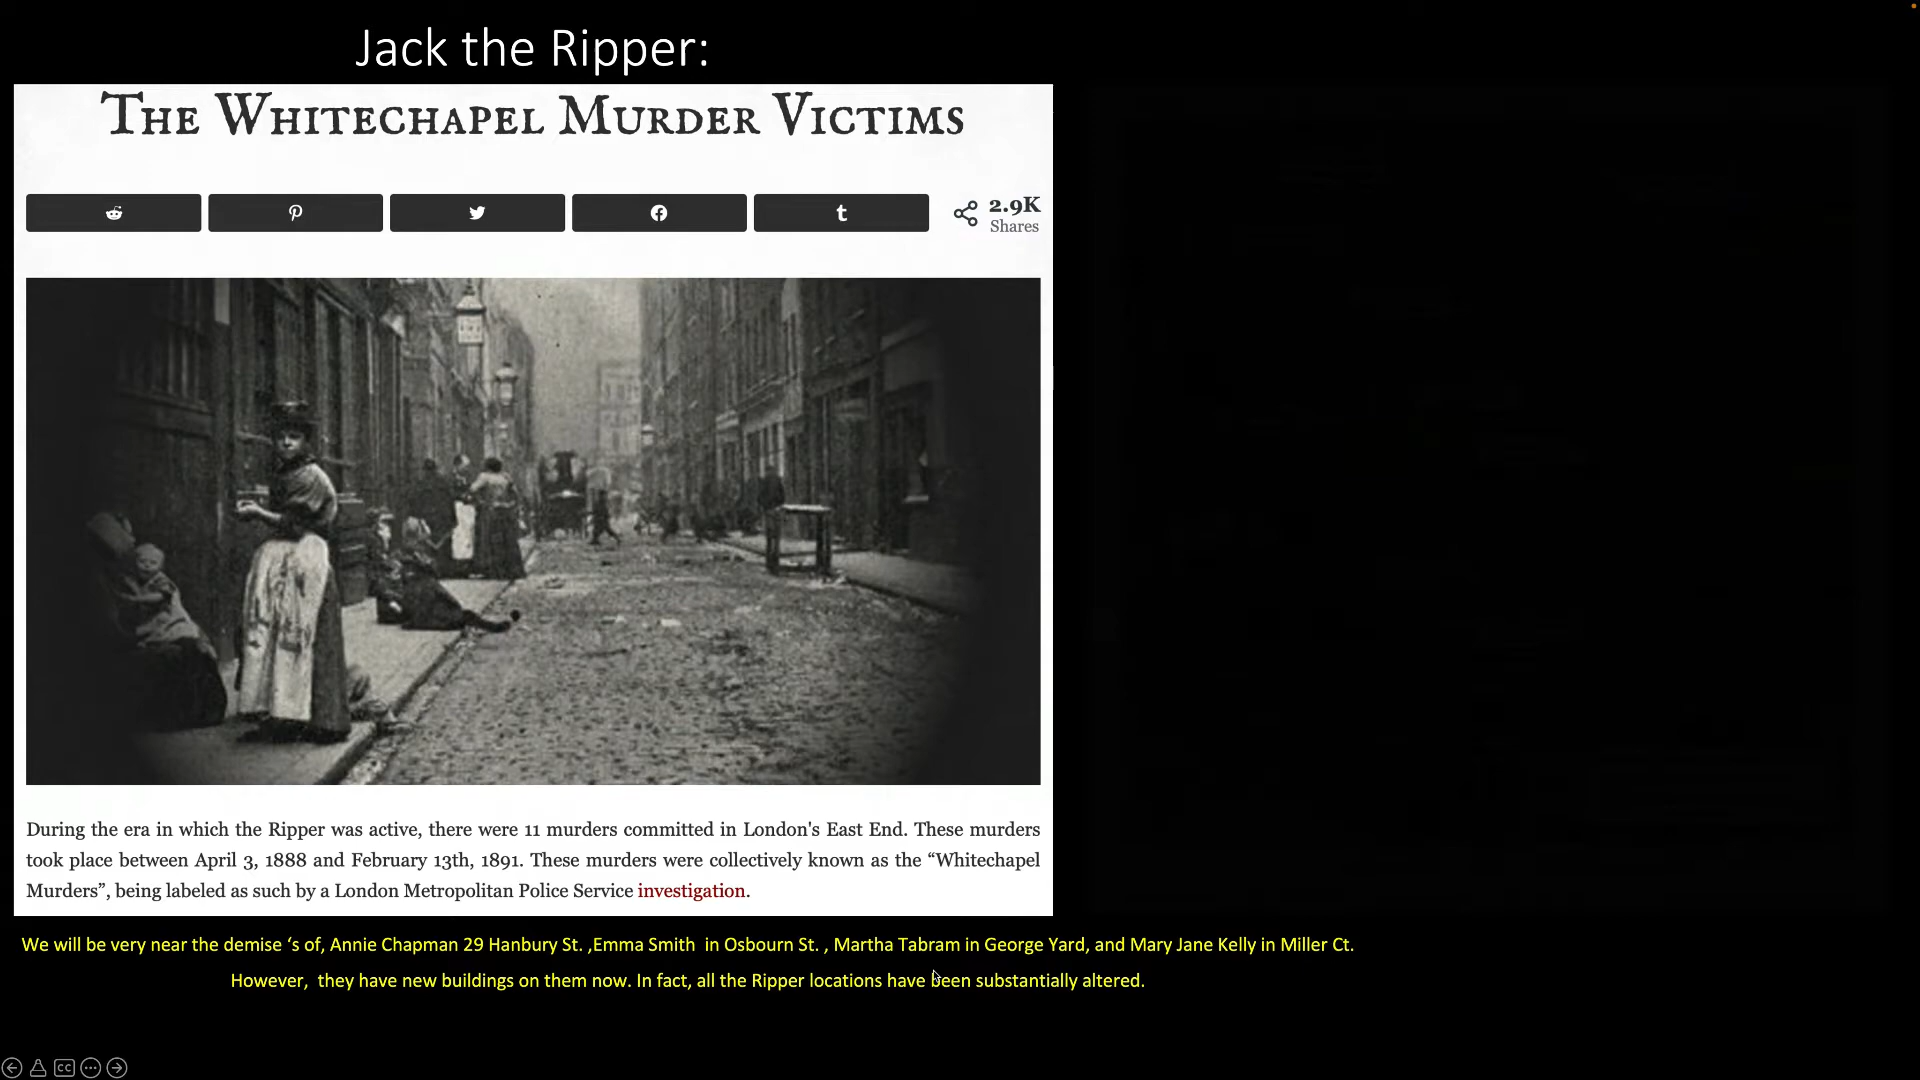 Jack the Ripper:
The Whitechapel Murder Victims
2.9K
Shares
During the era in which the Ripper was active, there were 11 murders committed in London's East End. These murders
took place between April 3, 1888 and February 13th, 1891. These murders were collectively known as the “Whitechapel
Murders”, being labeled as such by a London Metropolitan Police Service investigation.
We will be very near the demise ‘s of, Annie Chapman 29 Hanbury St. ,Emma Smith  in Osbourn St. , Martha Tabram in George Yard, and Mary Jane Kelly in Miller Ct.
However,  they have new buildings on them now. In fact, all the Ripper locations have been substantially altered.